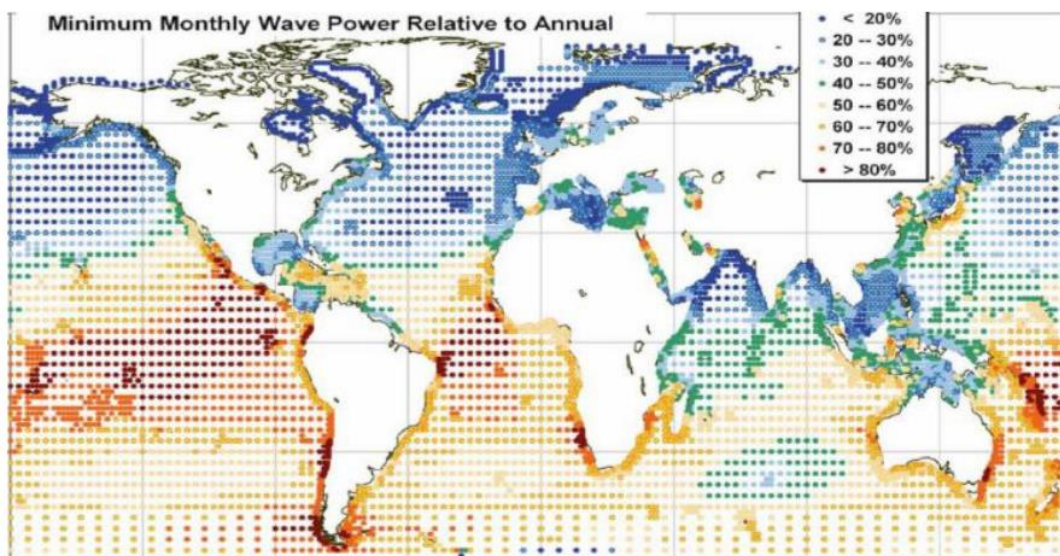 Minimum Monthly Wave Power Relative to Annual
< 20%
20 -- 30%
30 -- 40%
40 -- 50%
50 -- 60%
60 -- 70%
70 -- 80%
> 80%